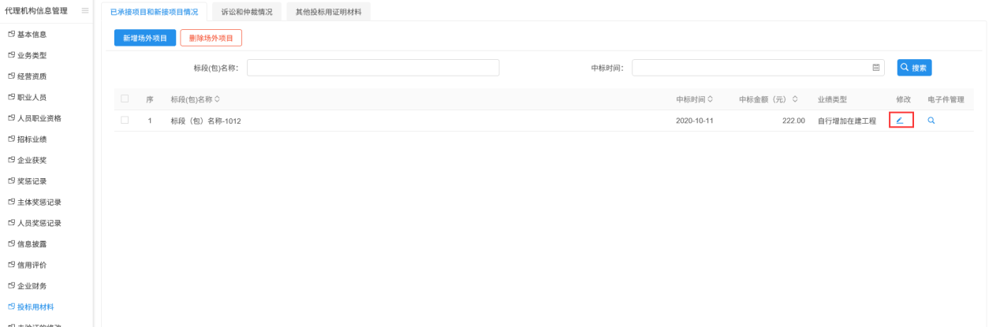 代理机构信息管理
基本信息
业务类型
经营资质
职业人员
人员职业资格
招标业绩
企业获奖
奖惩记录
主体奖惩记录
人员奖惩记录
信息披露
信用评价
企业财务
投标用材料
已承接项目和新接项目情况 诉讼和仲裁情况 其他投标用证明材料
新增场外项目 删除场外项目
标段(包)名称： 中标时间： 搜索
序 标段(包)名称 中标时间 中标金额（元） 业绩类型 修改 电子件管理
1 标段（包）名称-1012 2020-10-11 222.00 自行增加在建工程